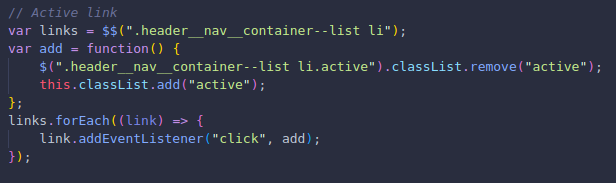 // Active link
var links = $$(".header__nav__container--list li");
var add = function() {
$(".header__nav__container--list li.active").classList.remove("active");
this.classList.add("active");
};
links.forEach((link) => {
link.addEventListener("click", add);
});